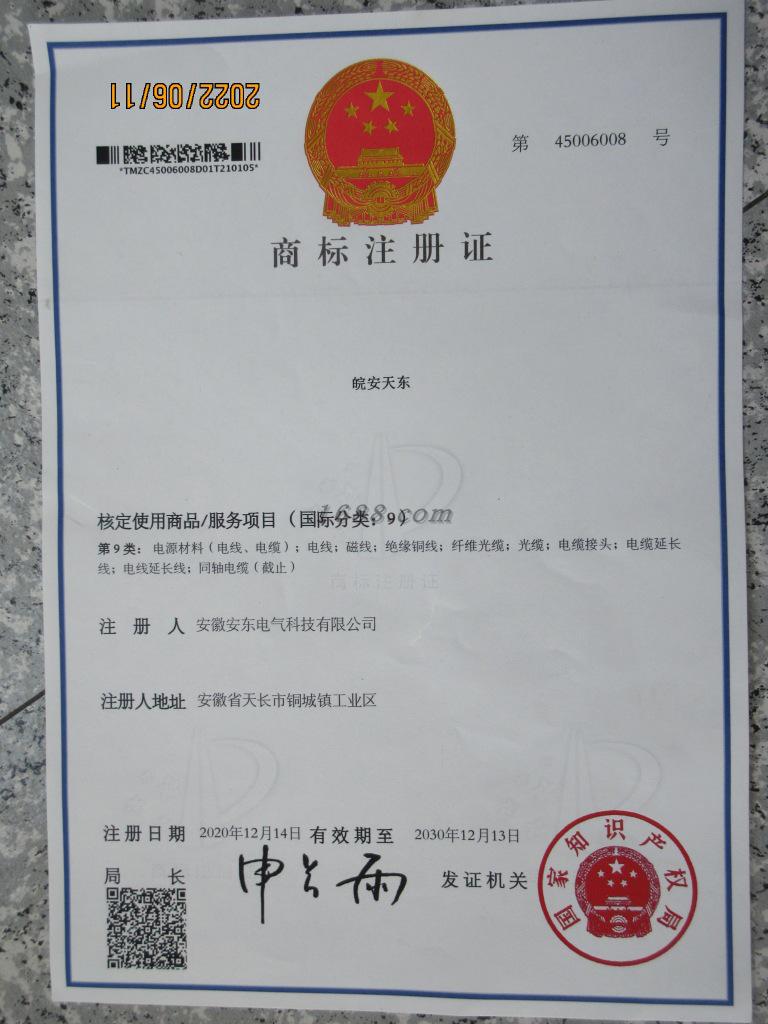 2022/06/11
*TMZC45006008D01T210105*
第 45006008 号
商标注册证
皖安天东
1688.com
核定使用商品/服务项目（国际分类：9）
第9类：电源材料（电线、电缆）；电线；磁线；绝缘铜线；纤维光缆；光缆；电缆接头；电缆延长
线；电线延长线；同轴电缆（截止）
商标注册证
注册人 安徽安东电气科技有限公司
注册人地址 安徽省天长市铜城镇工业区
注册日期 2020年12月14日 有效期至 2030年12月13日
局长 申长雨 发证机关
国家知识产权局